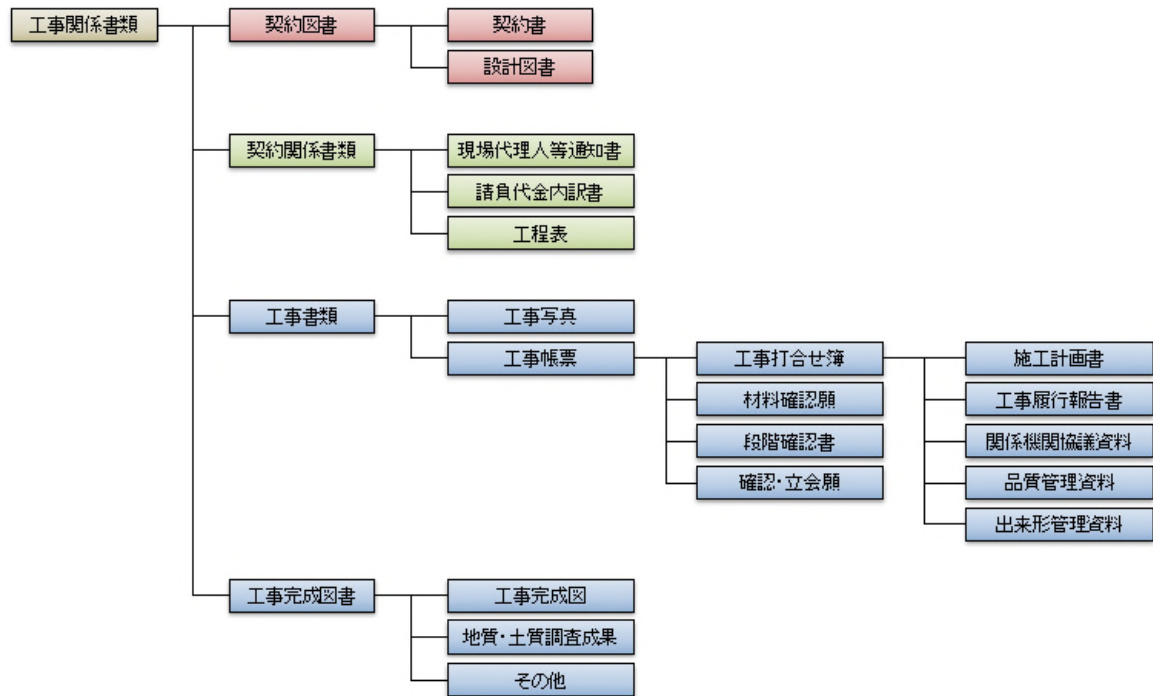 工事関係書類
契約図書
契約書
設計図書
契約関係書類
現場代理人等通知書
請負代金内訳書
工程表
工事書類
工事写真
工事帳票
工事打合せ簿
施工計画書
工事履行報告書
関係機関協議資料
品質管理資料
出来形管理資料
材料確認願
段階確認書
確認・立会願
工事完成図書
工事完成図
地質・土質調査成果
その他